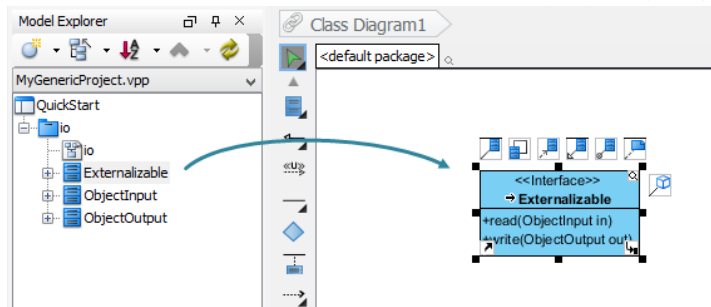 Model Explorer
MyGenericProject.vpp
QuickStart
io
io
Externalizable
ObjectInput
ObjectOutput
Class Diagram1
<default package>
«U»
<<Interface>>
Externalizable
+read(ObjectInput in)
+write(ObjectOutput out)